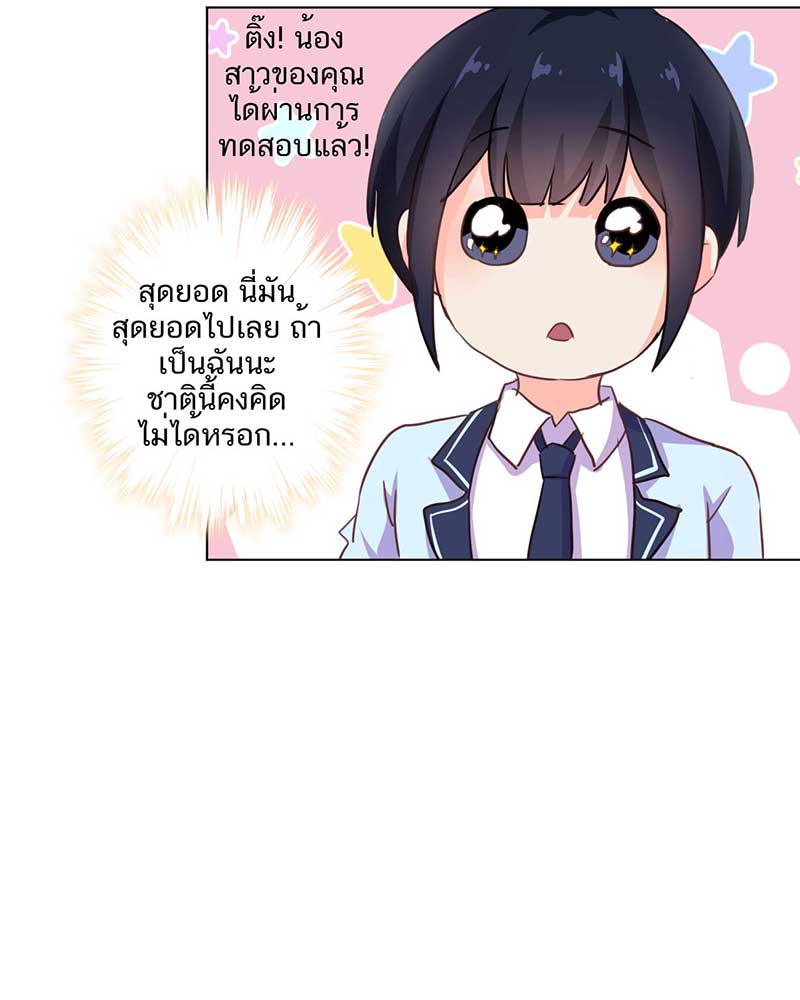 ติ๊ง! น้อง
สาวของคุณ
ได้ผ่านการ
ทดสอบแล้ว!
สุดยอด นี่มัน
สุดยอดไปเลย ถ้า
เป็นฉันนะ
ชาตินี้คงคิด
ไม่ได้หรอก...